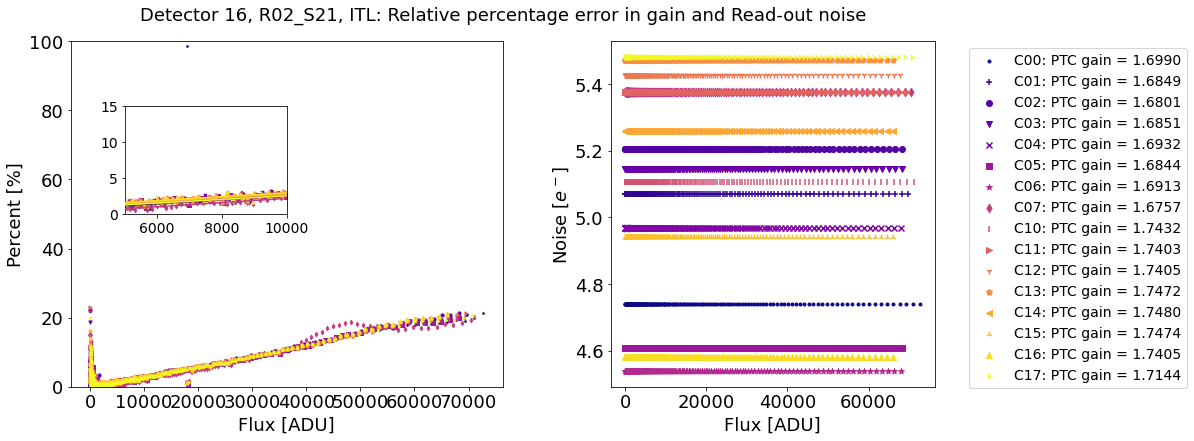 Detector 16, R02_S21, ITL: Relative percentage error in gain and Read-out noise
100
80
60
40
20
0
Percent [%]
0 10000 20000 30000 40000 50000 60000 70000
Flux [ADU]
15
10
5
0
6000 8000 10000
5.4
5.2
5.0
4.8
4.6
Noise [e⁻]
0 20000 40000 60000
Flux [ADU]
C00: PTC gain = 1.6990
C01: PTC gain = 1.6849
C02: PTC gain = 1.6801
C03: PTC gain = 1.6851
C04: PTC gain = 1.6932
C05: PTC gain = 1.6844
C06: PTC gain = 1.6913
C07: PTC gain = 1.6757
C10: PTC gain = 1.7432
C11: PTC gain = 1.7403
C12: PTC gain = 1.7405
C13: PTC gain = 1.7472
C14: PTC gain = 1.7480
C15: PTC gain = 1.7474
C16: PTC gain = 1.7405
C17: PTC gain = 1.7144